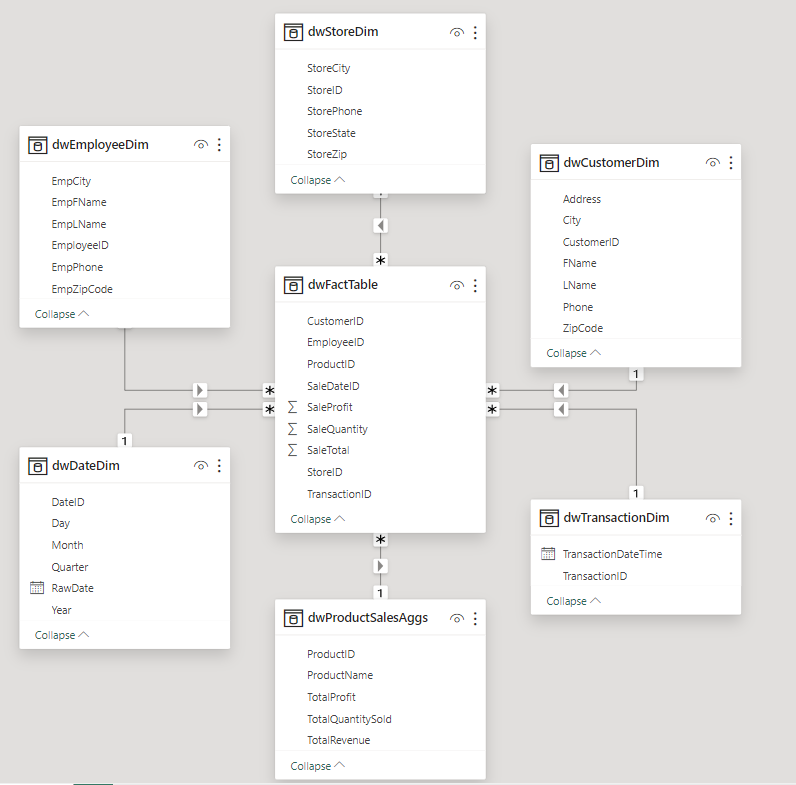 dwStoreDim
StoreCity
StoreID
StorePhone
StoreState
StoreZip
Collapse
dwEmployeeDim
EmpCity
EmpFName
EmpLName
EmployeeID
EmpPhone
EmpZipCode
Collapse
dwCustomerDim
Address
City
CustomerID
FName
LName
Phone
ZipCode
Collapse
1
*
dwFactTable
CustomerID
EmployeeID
ProductID
SaleDateID
∑ SaleProfit
∑ SaleQuantity
∑ SaleTotal
StoreID
TransactionID
Collapse
*
*
*
*
1
dwDateDim
DateID
Day
Month
Quarter
RawDate
Year
Collapse
1
dwTransactionDim
TransactionDateTime
TransactionID
Collapse
*
1
dwProductSalesAggs
ProductID
ProductName
TotalProfit
TotalQuantitySold
TotalRevenue
Collapse